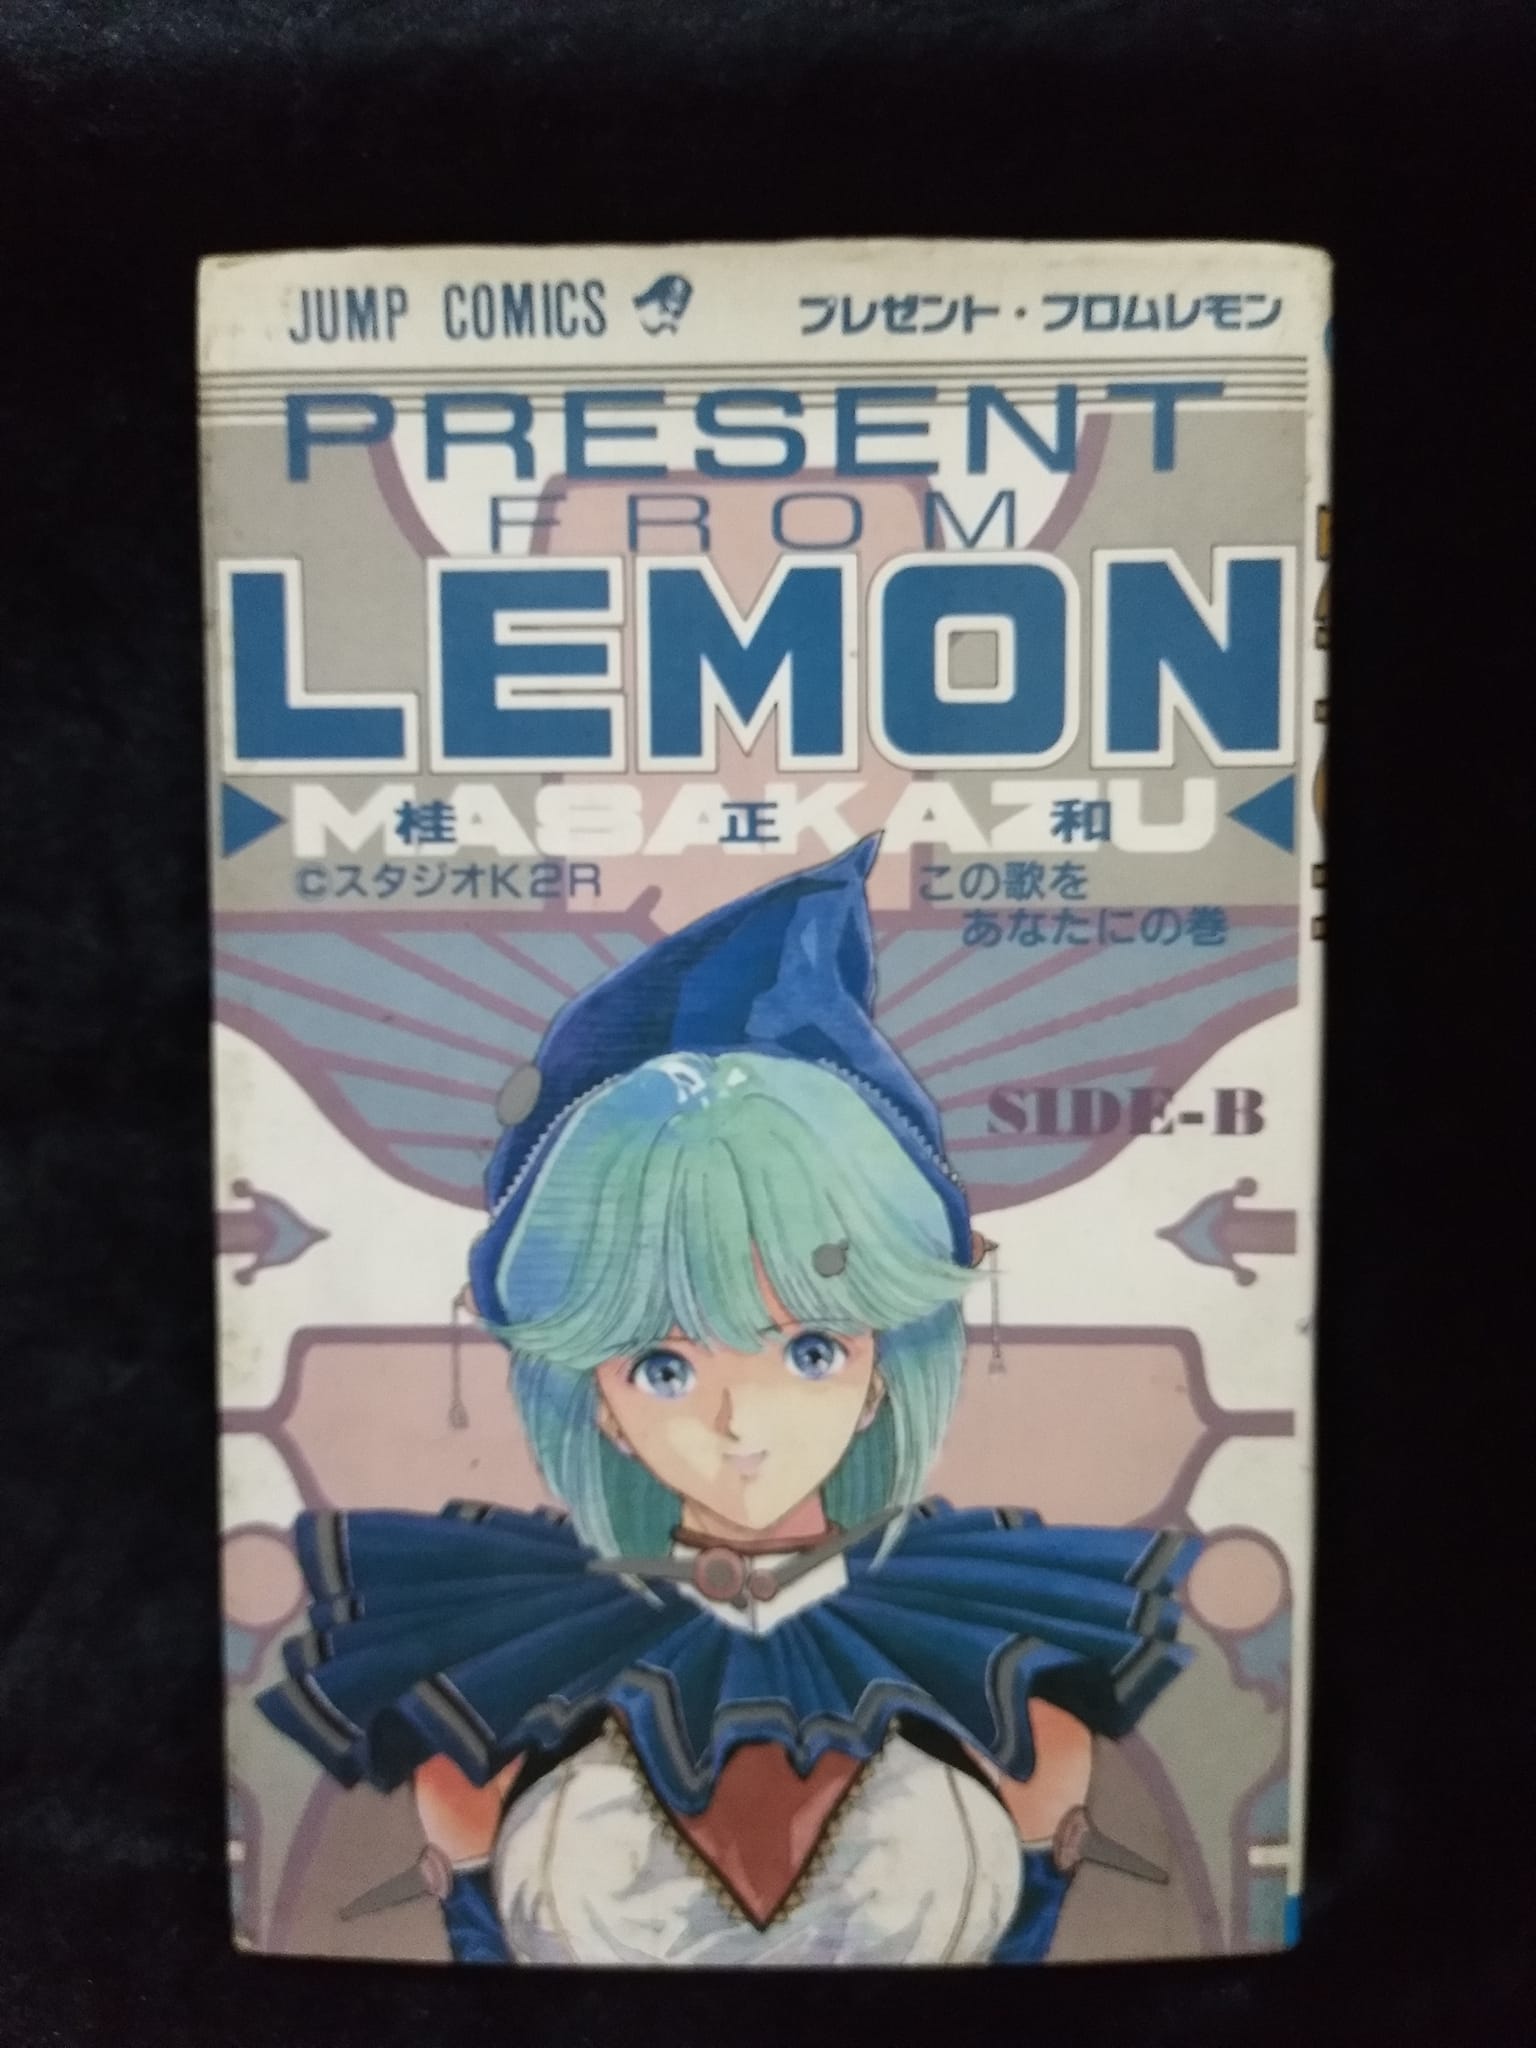 JUMP COMICS
プレゼント・フロムレモン
PRESENT
FROM
LEMON
MASAKAZU
桂正和
©スタジオK2R
この歌を
あなたにの巻
SIDE-B